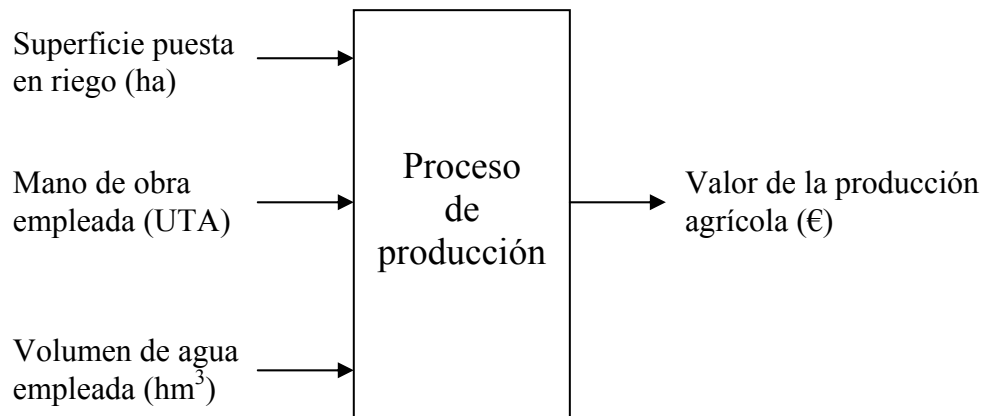 Superficie puesta
en riego (ha)
Mano de obra
empleada (UTA)
Volumen de agua
empleada (hm³)
Proceso
de
producción
Valor de la producción
agrícola (€)